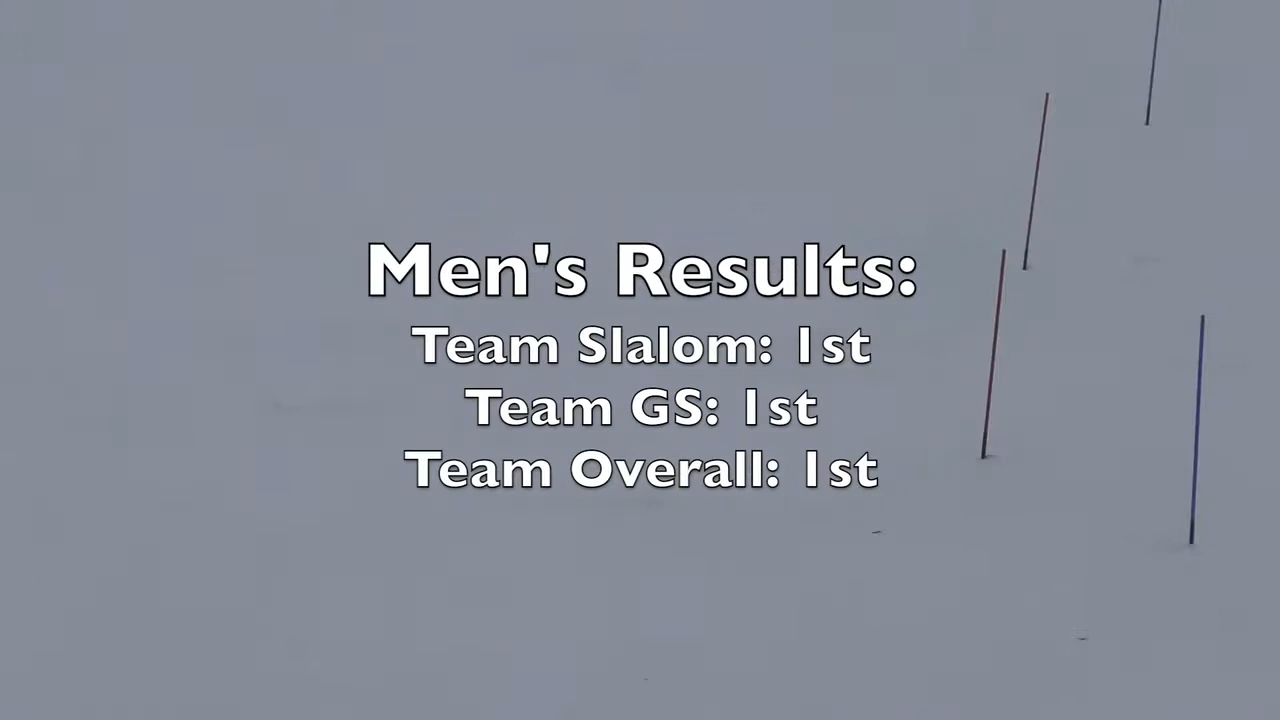 Men's Results:
Team Slalom: 1st
Team GS: 1st
Team Overall: 1st